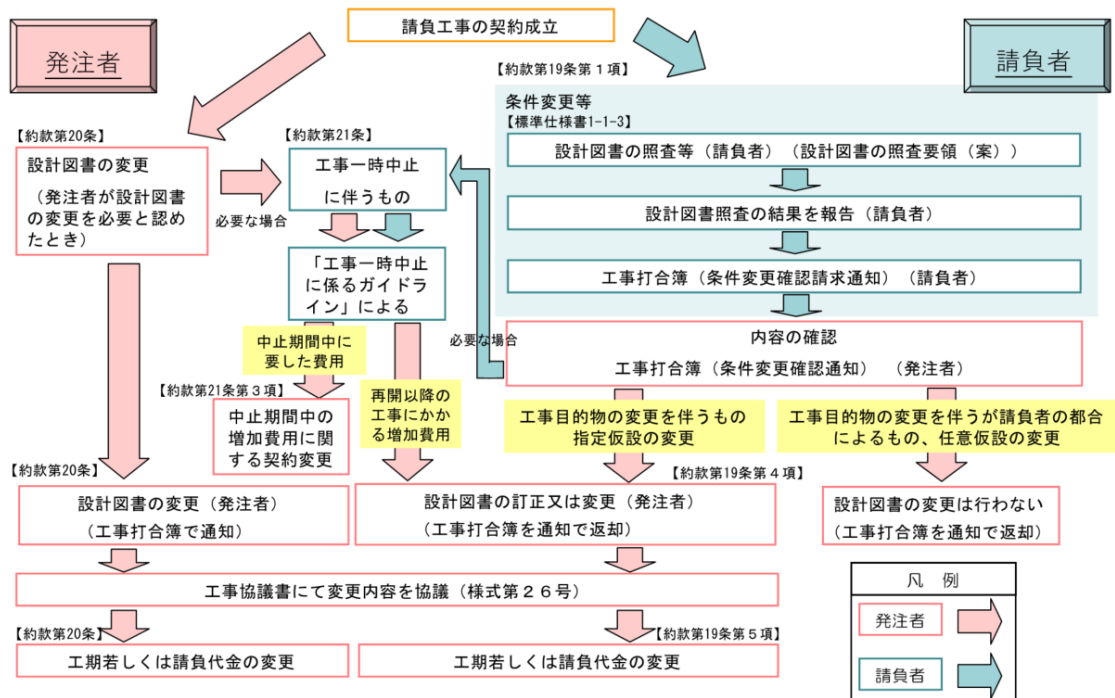 請負工事の契約成立
発注者
請負者
【約款第19条第１項】
条件変更等
【標準仕様書1-1-3】
設計図書の照査等（請負者）（設計図書の照査要領（案））
設計図書照査の結果を報告（請負者）
工事打合簿（条件変更確認請求通知）（請負者）
【約款第20条】
設計図書の変更
（発注者が設計図書
の変更を必要と認め
たとき）
必要な場合
【約款第21条】
工事一時中止
に伴うもの
「工事一時中止
に係るガイドラ
イン」による
必要な場合
内容の確認
工事打合簿（条件変更確認通知）　（発注者）
中止期間中に
要した費用
【約款第21条第３項】
中止期間中の
増加費用に関
する契約変更
再開以降の
工事にかか
る増加費用
工事目的物の変更を伴うもの
指定仮設の変更
工事目的物の変更を伴うが請負者の都合
によるもの、任意仮設の変更
【約款第20条】
設計図書の変更（発注者）
（工事打合簿で通知）
【約款第19条第４項】
設計図書の訂正又は変更（発注者）
（工事打合簿を通知で返却）
設計図書の変更は行わない
（工事打合簿を通知で返却）
工事協議書にて変更内容を協議（様式第２６号）
【約款第20条】
工期若しくは請負代金の変更
【約款第19条第５項】
工期若しくは請負代金の変更
凡　例
発注者
請負者